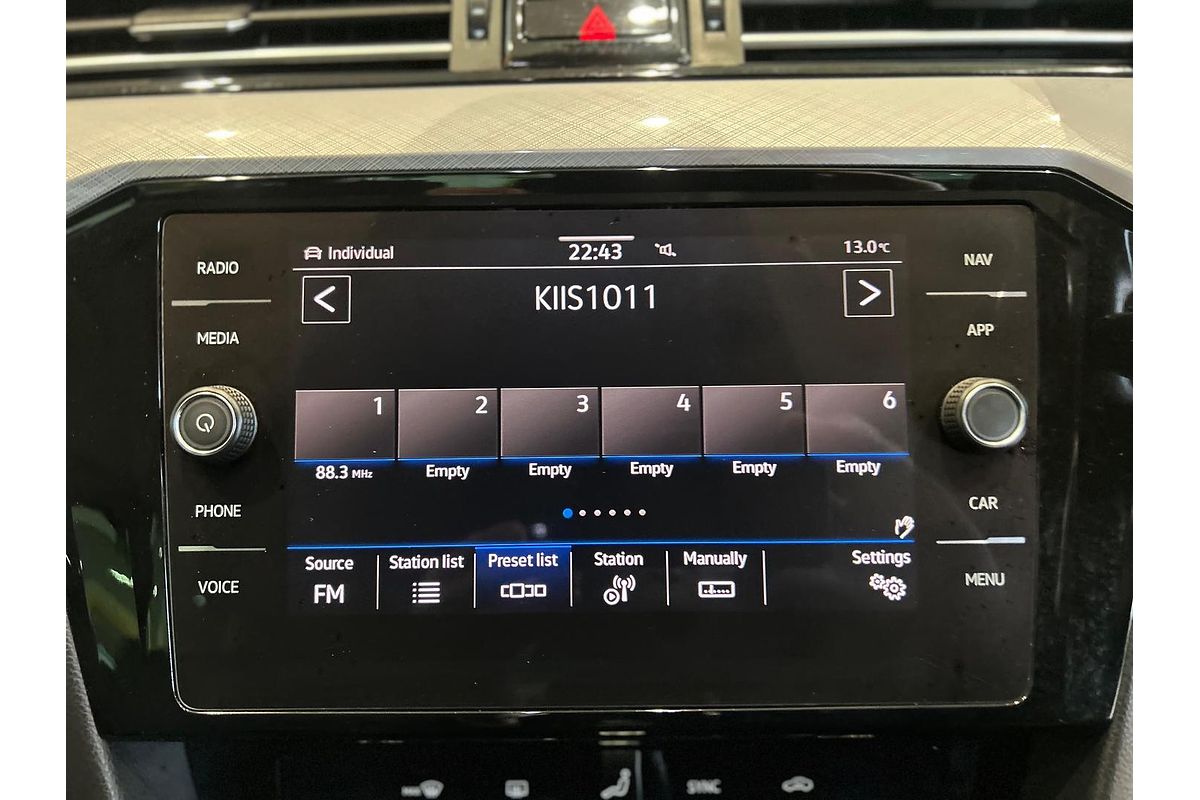 Individual 22:43 13.0°C
RADIO
NAV
< KIIS1011 >
MEDIA
APP
1 2 3 4 5 6
88.3 MHz Empty Empty Empty Empty Empty
PHONE
CAR
Source Station list Preset list Station Manually Settings
FM
VOICE
MENU
SYNC